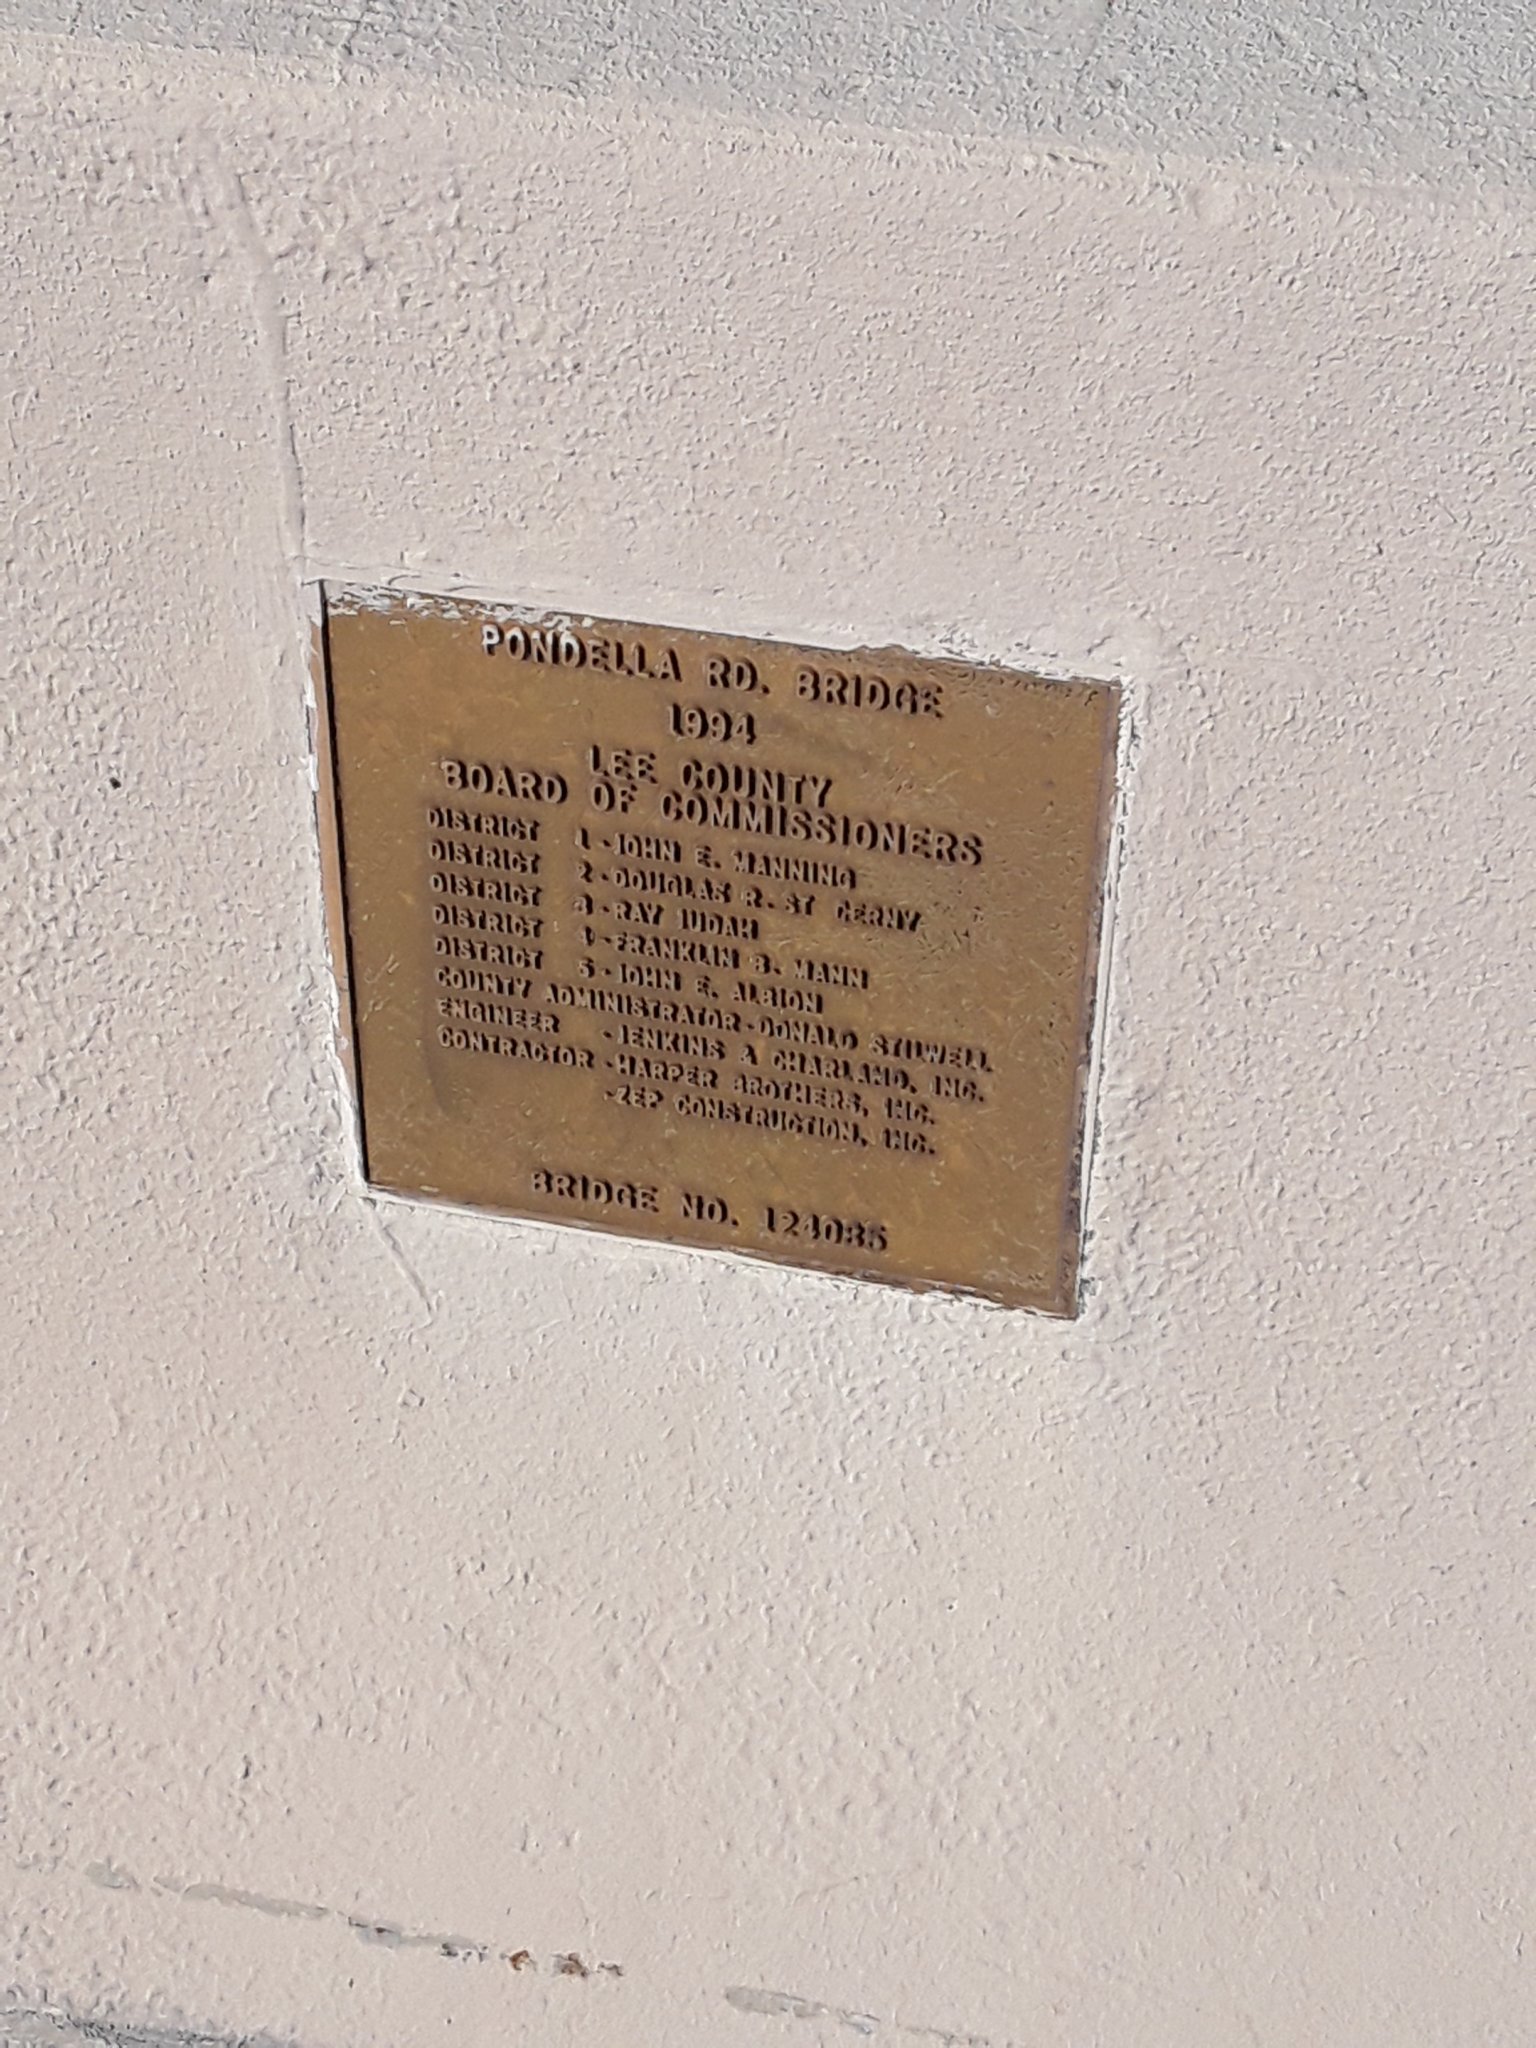 PONDELLA RD. BRIDGE
1994
LEE COUNTY
BOARD OF COMMISSIONERS
DISTRICT 1 - JOHN E. MANNING
DISTRICT 2 - DOUGLAS R. ST CERNY
DISTRICT 3 - RAY JUDAH
DISTRICT 4 - FRANKLIN B. MANN
DISTRICT 5 - JOHN E. ALBION
COUNTY ADMINISTRATOR - DONALD STILWELL
ENGINEER - JENKINS & CHARLAND, INC.
CONTRACTOR - HARPER BROTHERS, INC.
- ZEP CONSTRUCTION, INC.
BRIDGE NO. 124085